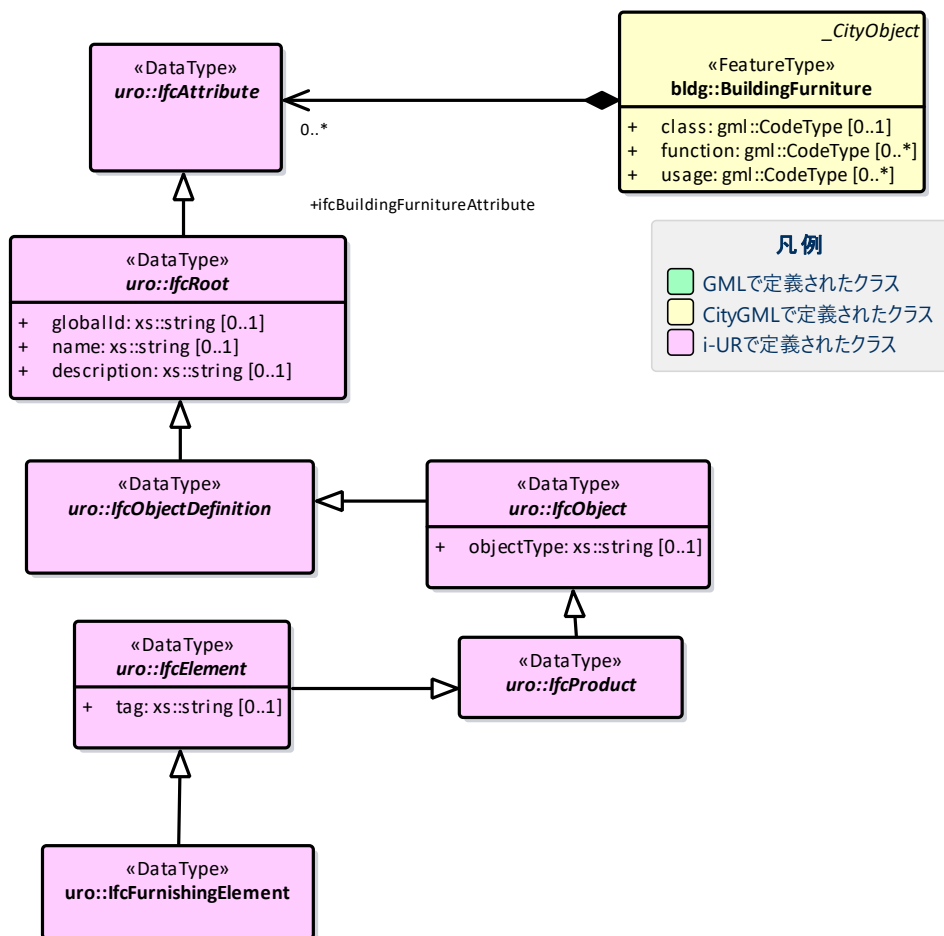 «DataType»
uro::IfcAttribute
_CityObject
«FeatureType»
bldg::BuildingFurniture
+ class: gml::CodeType [0..1]
+ function: gml::CodeType [0..*]
+ usage: gml::CodeType [0..*]
0..*
+ifcBuildingFurnitureAttribute
凡例
GMLで定義されたクラス
CityGMLで定義されたクラス
i-URで定義されたクラス
«DataType»
uro::IfcRoot
+ globalId: xs::string [0..1]
+ name: xs::string [0..1]
+ description: xs::string [0..1]
«DataType»
uro::IfcObjectDefinition
«DataType»
uro::IfcObject
+ objectType: xs::string [0..1]
«DataType»
uro::IfcElement
+ tag: xs::string [0..1]
«DataType»
uro::IfcProduct
«DataType»
uro::IfcFurnishingElement